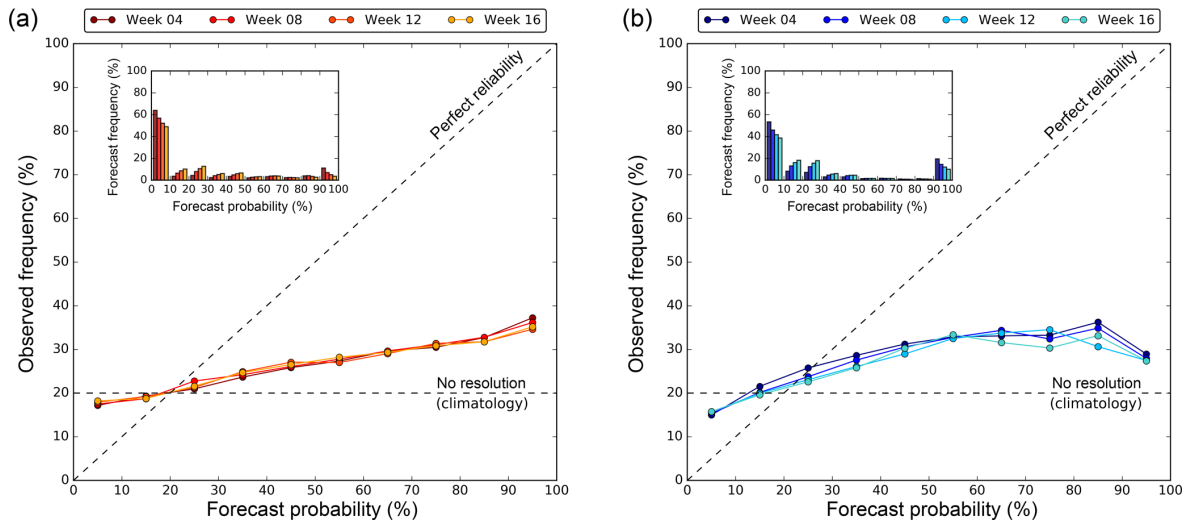 (a)
Week 04 Week 08 Week 12 Week 16
Observed frequency (%)
100
90
80
70
60
50
40
30
20
10
0
0 10 20 30 40 50 60 70 80 90 100
Forecast probability (%)
Perfect reliability
No resolution
(climatology)
Forecast frequency (%)
100
80
60
40
20
0
0 10 20 30 40 50 60 70 80 90 100
Forecast probability (%)
(b)
Week 04 Week 08 Week 12 Week 16
Observed frequency (%)
100
90
80
70
60
50
40
30
20
10
0
0 10 20 30 40 50 60 70 80 90 100
Forecast probability (%)
Perfect reliability
No resolution
(climatology)
Forecast frequency (%)
100
80
60
40
20
0
0 10 20 30 40 50 60 70 80 90 100
Forecast probability (%)